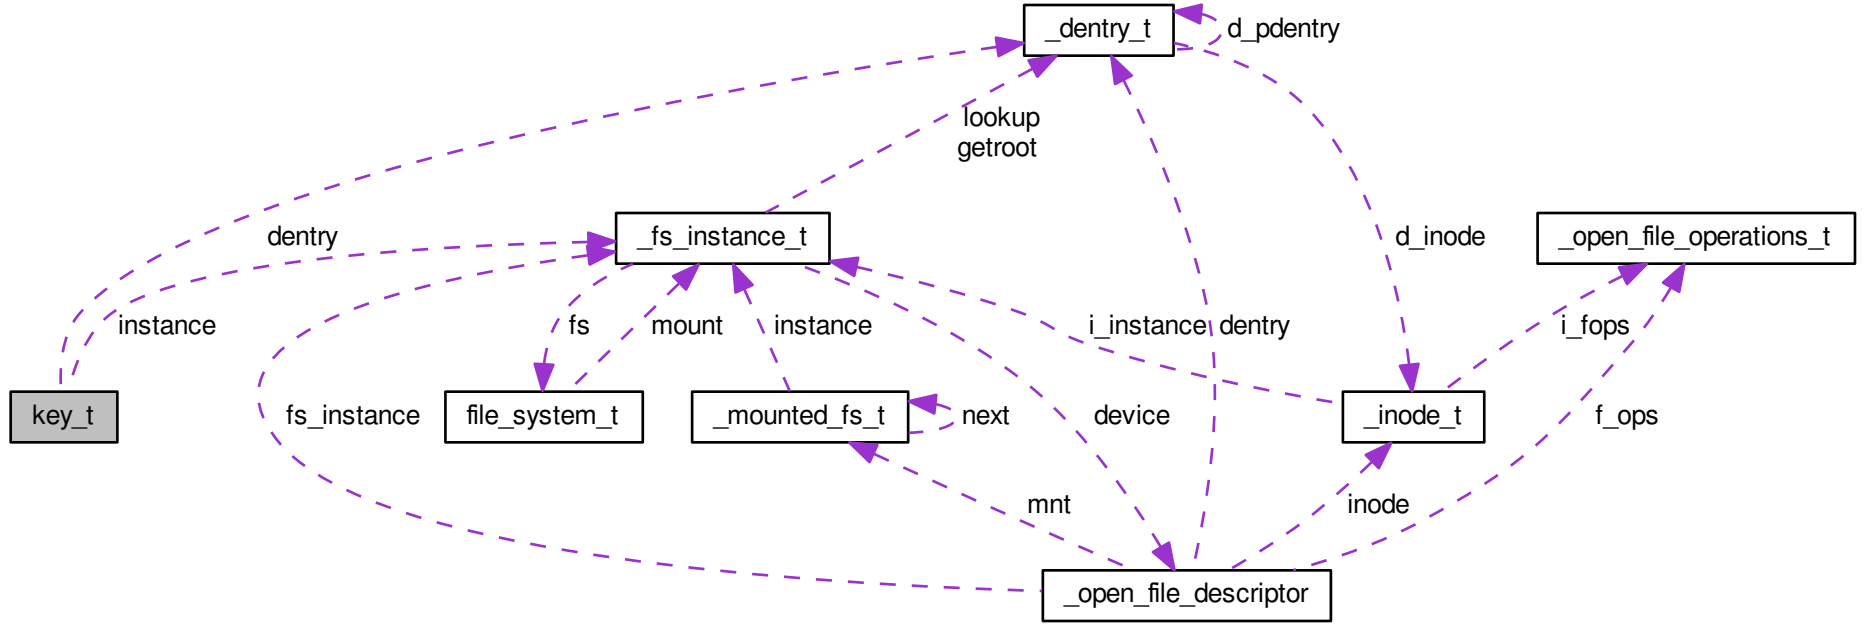 _dentry_t
d_pdentry
lookup
getroot
dentry
_fs_instance_t
d_inode
_open_file_operations_t
instance
fs
mount
instance
i_instance
dentry
i_fops
key_t
fs_instance
file_system_t
_mounted_fs_t
next
device
_inode_t
f_ops
mnt
inode
_open_file_descriptor